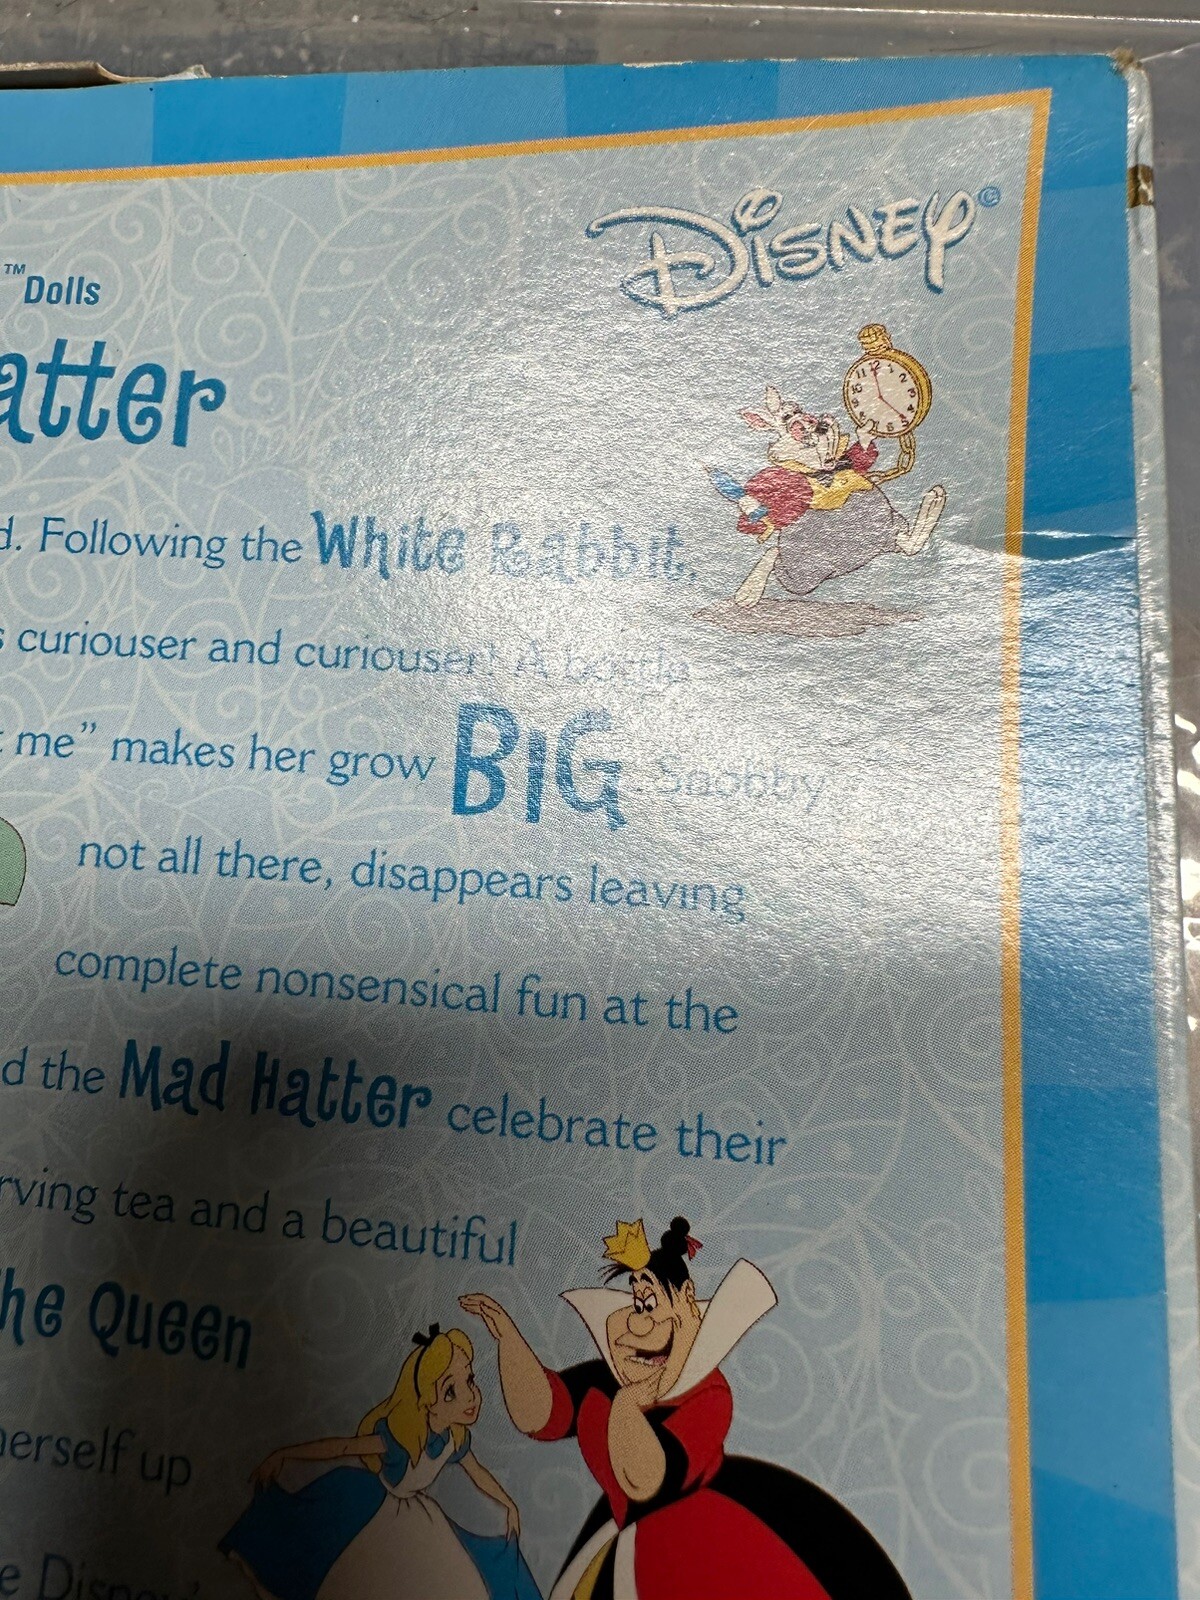 Disney®
™ Dolls
atter
d. Following the White Rabbit,
s curiouser and curiouser! A bottle
me” makes her grow BIG. Snobby
not all there, disappears leaving
complete nonsensical fun at the
d the Mad Hatter celebrate their
rving tea and a beautiful
he Queen
herself up
e Disney